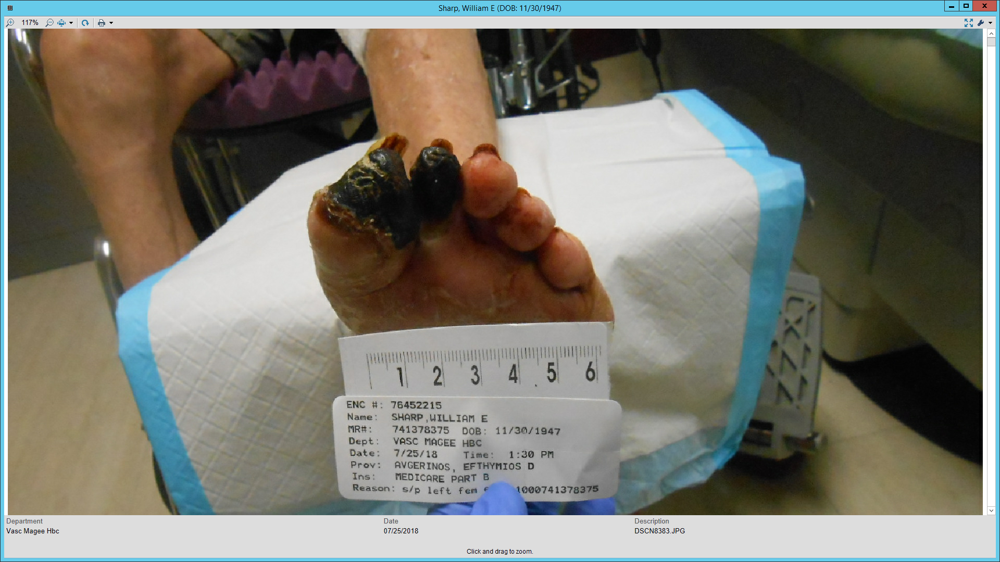 Sharp, William E (DOB: 11/30/1947)
117%
1 2 3 4 5 6
ENC #: 76452215
Name: SHARP,WILLIAM E
MR#: 741378375 DOB: 11/30/1947
Dept: VASC MAGEE HBC
Date: 7/25/18 Time: 1:30 PM
Prov: AVGERINOS, EFTHYMIOS D
Ins: MEDICARE PART B
Reason: s/p left fem 1000741378375
Department Date Description
Vasc Magee Hbc 07/25/2018 DSCN8383.JPG
Click and drag to zoom.